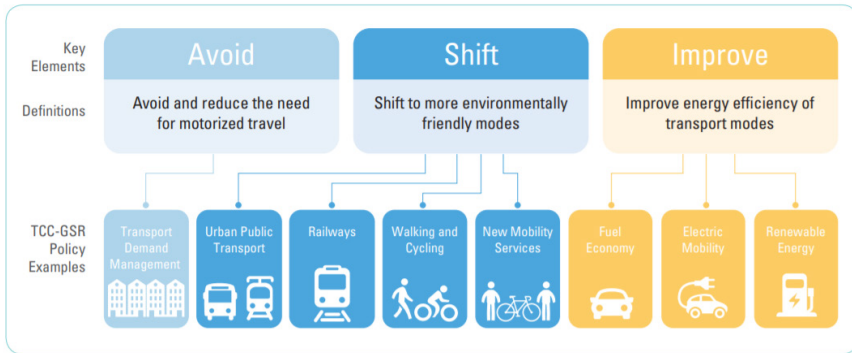 Key
Elements
Avoid
Shift
Improve
Definitions
Avoid and reduce the need
for motorized travel
Shift to more environmentally
friendly modes
Improve energy efficiency of
transport modes
TCC-GSR
Policy
Examples
Transport
Demand
Management
Urban Public
Transport
Railways
Walking and
Cycling
New Mobility
Services
Fuel
Economy
Electric
Mobility
Renewable
Energy